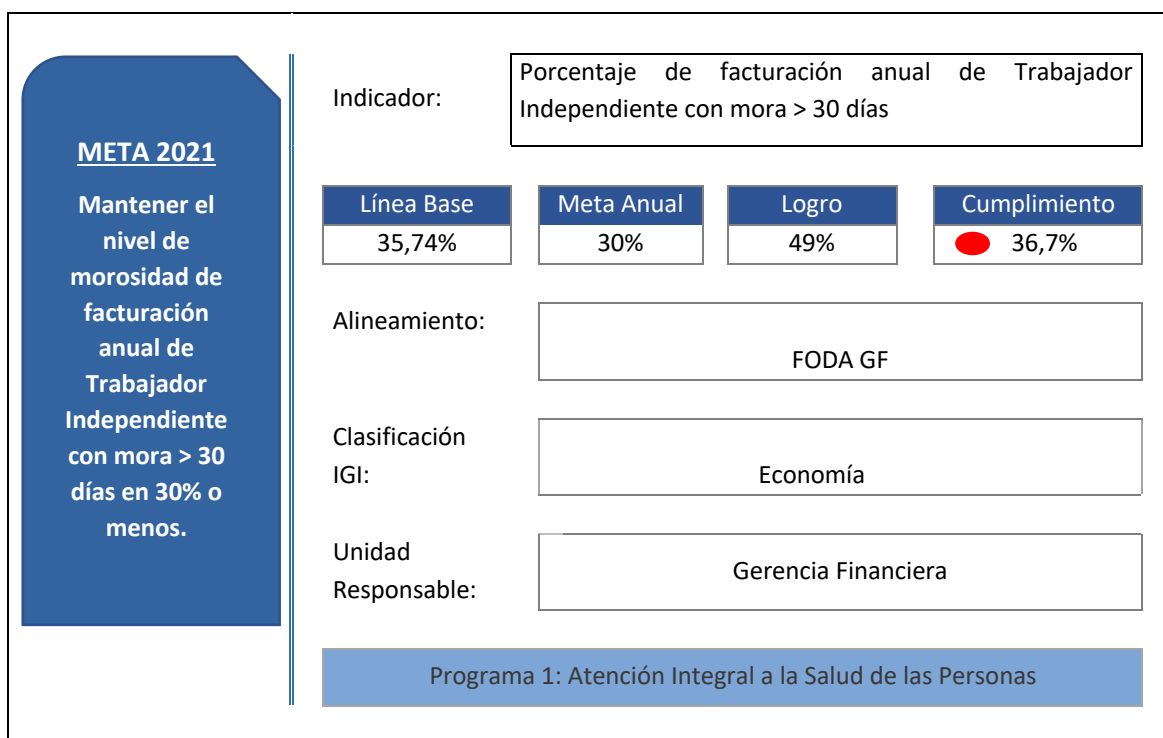 META 2021
Mantener el
nivel de
morosidad de
facturación
anual de
Trabajador
Independiente
con mora > 30
días en 30% o
menos.
Indicador:
Porcentaje de facturación anual de Trabajador
Independiente con mora > 30 días
Línea Base Meta Anual Logro Cumplimiento
35,74% 30% 49% 36,7%
Alineamiento:
FODA GF
Clasificación
IGI:
Economía
Unidad
Responsable:
Gerencia Financiera
Programa 1: Atención Integral a la Salud de las Personas